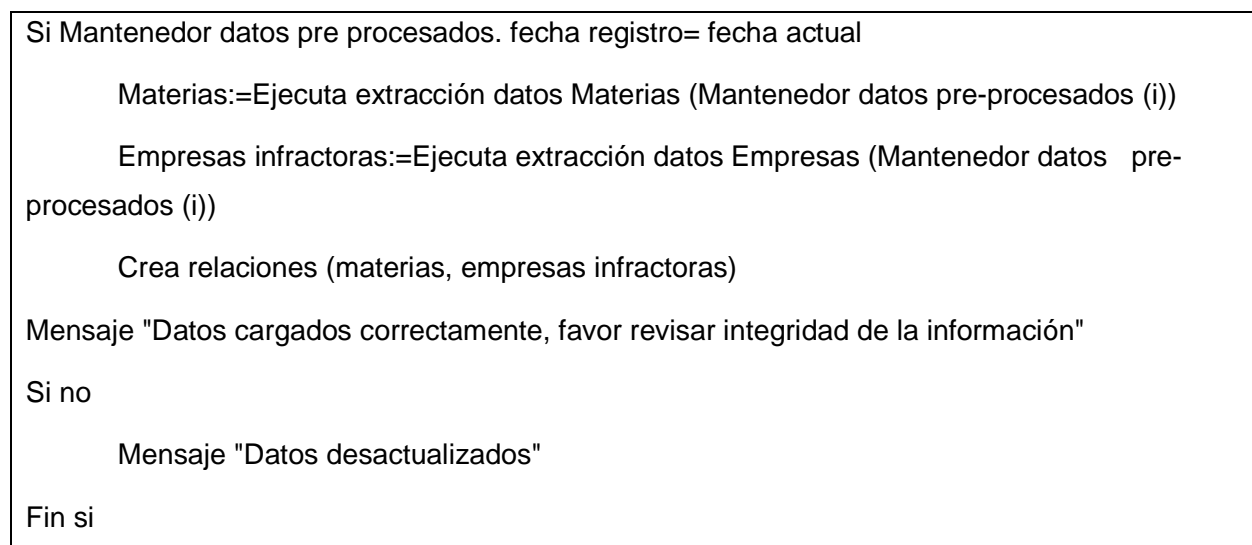 Si Mantenedor datos pre procesados. fecha registro= fecha actual
Materias:=Ejecuta extracción datos Materias (Mantenedor datos pre-procesados (i))
Empresas infractoras:=Ejecuta extracción datos Empresas (Mantenedor datos pre-
procesados (i))
Crea relaciones (materias, empresas infractoras)
Mensaje "Datos cargados correctamente, favor revisar integridad de la información"
Si no
Mensaje "Datos desactualizados"
Fin si